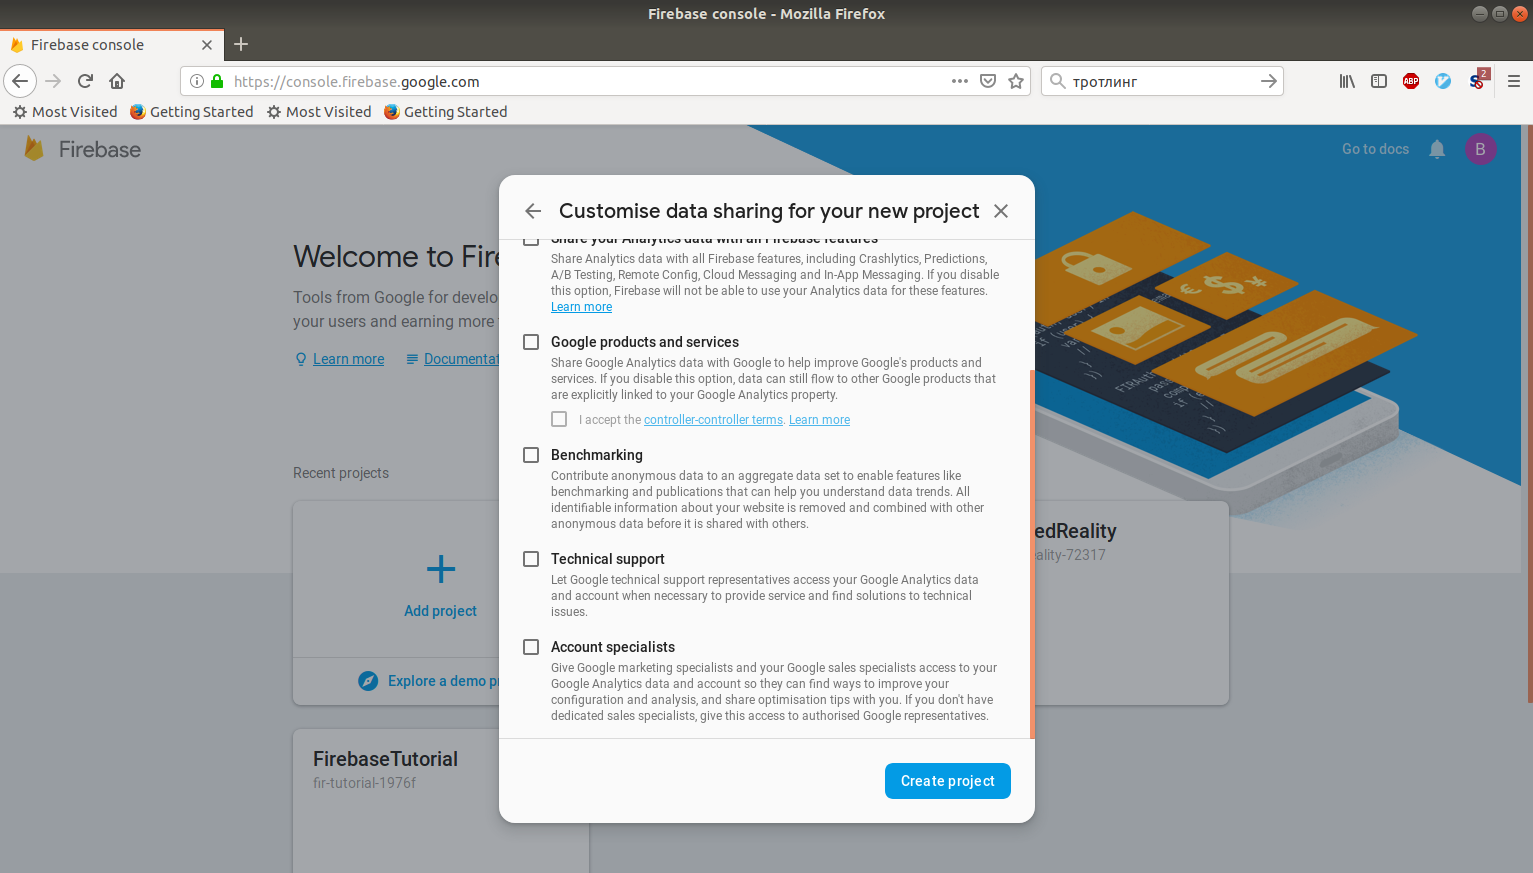 Firebase console - Mozilla Firefox
Firebase console
https://console.firebase.google.com
тротлинг
ABP
2
Most Visited
Getting Started
Most Visited
Getting Started
Firebase
Go to docs
B
Customise data sharing for your new project
Welcome to Fire
Tools from Google for develo
your users and earning more
Learn more
Documentat
Share your Analytics data with all Firebase features
Share Analytics data with all Firebase features, including Crashlytics, Predictions,
A/B Testing, Remote Config, Cloud Messaging and In-App Messaging. If you disable
this option, Firebase will not be able to use your Analytics data for these features.
Learn more
Google products and services
Share Google Analytics data with Google to help improve Google's products and
services. If you disable this option, data can still flow to other Google products that
are explicitly linked to your Google Analytics property.
I accept the controller-controller terms. Learn more
Benchmarking
Contribute anonymous data to an aggregate data set to enable features like
benchmarking and publications that can help you understand data trends. All
identifiable information about your website is removed and combined with other
anonymous data before it is shared with others.
Technical support
Let Google technical support representatives access your Google Analytics data
and account when necessary to provide service and find solutions to technical
issues.
Account specialists
Give Google marketing specialists and your Google sales specialists access to your
Google Analytics data and account so they can find ways to improve your
configuration and analysis, and share optimisation tips with you. If you don't have
dedicated sales specialists, give this access to authorised Google representatives.
Create project
Recent projects
Add project
Explore a demo pr
edReality
ality-72317
FirebaseTutorial
fir-tutorial-1976f